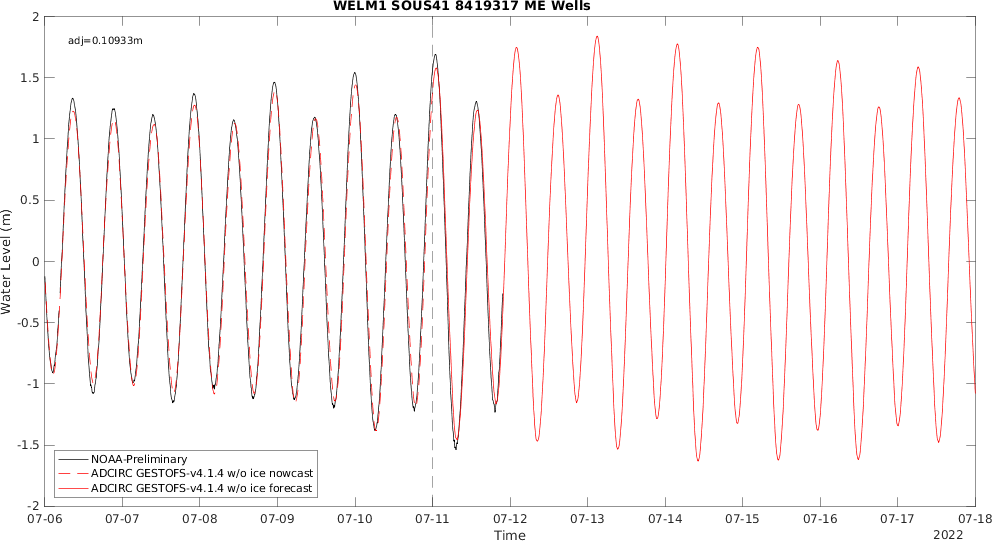 WELM1 SOUS41 8419317 ME Wells
adj=0.10933m
2
1.5
1
0.5
0
-0.5
-1
-1.5
-2
Water Level (m)
NOAA-Preliminary
ADCIRC GESTOFS-v4.1.4 w/o ice nowcast
ADCIRC GESTOFS-v4.1.4 w/o ice forecast
07-06 07-07 07-08 07-09 07-10 07-11 07-12 07-13 07-14 07-15 07-16 07-17 07-18
Time
2022